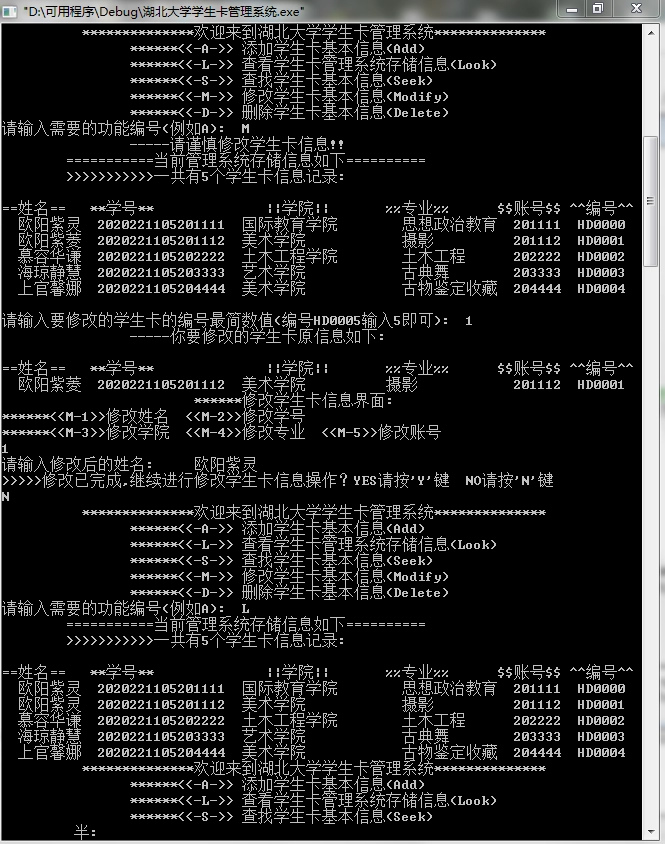 "D:\可用程序\Debug\湖北大学学生卡管理系统.exe"
**************欢迎来到湖北大学学生卡管理系统**************
******<<-A->> 添加学生卡基本信息(Add)
******<<-L->> 查看学生卡管理系统存储信息(Look)
******<<-S->> 查找学生卡基本信息(Seek)
******<<-M->> 修改学生卡基本信息(Modify)
******<<-D->> 删除学生卡基本信息(Delete)
请输入需要的功能编号(例如A): M
-----请谨慎修改学生卡信息!!
===========当前管理系统存储信息如下==========
>>>>>>>>>>>一共有5个学生卡信息记录:
==姓名== **学号** ||学院|| %%专业%% $$账号$$ ^^编号^^
欧阳紫灵 2020221105201111 国际教育学院 思想政治教育 201111 HD0000
欧阳紫菱 2020221105201112 美术学院 摄影 201112 HD0001
慕容华谦 2020221105202222 土木工程学院 土木工程 202222 HD0002
海琼静慧 2020221105203333 艺术学院 古典舞 203333 HD0003
上官馨娜 2020221105204444 美术学院 古物鉴定收藏 204444 HD0004
请输入要修改的学生卡的编号最简数值(编号HD0005输入5即可): 1
-----你要修改的学生卡原信息如下:
==姓名== **学号** ||学院|| %%专业%% $$账号$$ ^^编号^^
欧阳紫菱 2020221105201112 美术学院 摄影 201112 HD0001
******修改学生卡信息界面:
******<<M-1>>修改姓名 <<M-2>>修改学号
******<<M-3>>修改学院 <<M-4>>修改专业 <<M-5>>修改账号
1
请输入修改后的姓名: 欧阳紫灵
>>>>>修改已完成,继续进行修改学生卡信息操作？YES请按'Y'键 NO请按'N'键
N
**************欢迎来到湖北大学学生卡管理系统**************
******<<-A->> 添加学生卡基本信息(Add)
******<<-L->> 查看学生卡管理系统存储信息(Look)
******<<-S->> 查找学生卡基本信息(Seek)
******<<-M->> 修改学生卡基本信息(Modify)
******<<-D->> 删除学生卡基本信息(Delete)
请输入需要的功能编号(例如A): L
===========当前管理系统存储信息如下==========
>>>>>>>>>>>一共有5个学生卡信息记录:
==姓名== **学号** ||学院|| %%专业%% $$账号$$ ^^编号^^
欧阳紫灵 2020221105201111 国际教育学院 思想政治教育 201111 HD0000
欧阳紫灵 2020221105201112 美术学院 摄影 201112 HD0001
慕容华谦 2020221105202222 土木工程学院 土木工程 202222 HD0002
海琼静慧 2020221105203333 艺术学院 古典舞 203333 HD0003
上官馨娜 2020221105204444 美术学院 古物鉴定收藏 204444 HD0004
**************欢迎来到湖北大学学生卡管理系统**************
******<<-A->> 添加学生卡基本信息(Add)
******<<-L->> 查看学生卡管理系统存储信息(Look)
******<<-S->> 查找学生卡基本信息(Seek)
半: